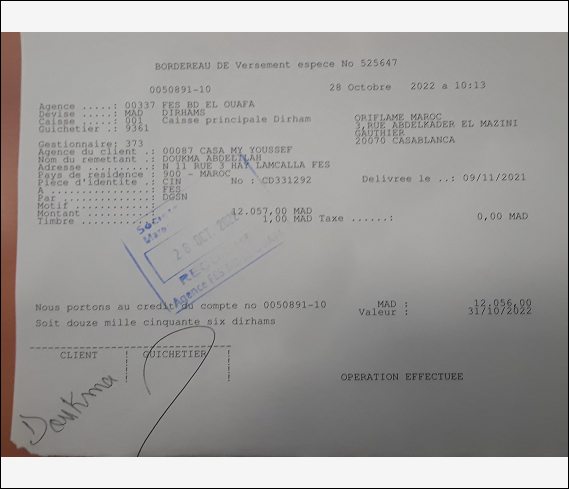 BORDEREAU DE Versement espece No 525647
0050891-10 28 Octobre 2022 a 10:13
Agence .....: 00337 FES BD EL OUAFA
Devise .....: MAD DIRHAMS
Caisse .....: 001 Caisse principale Dirham
Guichetier .: 9361
ORIFLAME MAROC
3,RUE ABDELKADER EL MAZINI
GAUTHIER
20070 CASABLANCA
Gestionnaire: 373
Agence du client .: 00087 CASA MY YOUSSEF
Nom du remettant .: DOUKMA ABDELILAH
Adresse ..........: N 11 RUE 3 HAY LAMCALLA FES
Pays de residence : 900 - MAROC
Pièce d'identite .: CIN No : CD331292 Delivree le ..: 09/11/2021
A ................: FES
Par ..............: DGSN
Motif ............:
Montant ..........: 12.057,00 MAD
Timbre ...........: 1,00 MAD Taxe ......: 0,00 MAD
28 OCT 2022
Agence FES
Nous portons au credit du compte no 0050891-10 MAD : 12.056,00
Valeur : 31/10/2022
Soit douze mille cinquante six dirhams
CLIENT ! GUICHETIER !
OPERATION EFFECTUEE
Doukma